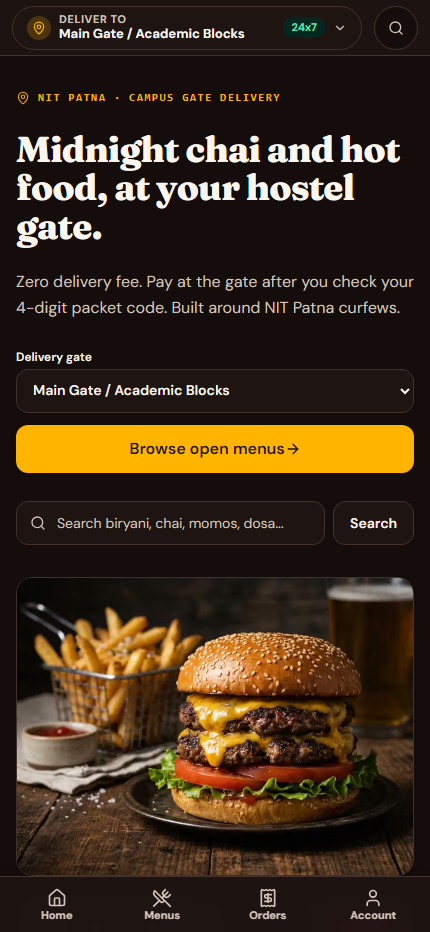 DELIVER TO
Main Gate / Academic Blocks
24x7
NIT PATNA · CAMPUS GATE DELIVERY
Midnight chai and hot
food, at your hostel
gate.
Zero delivery fee. Pay at the gate after you check your
4-digit packet code. Built around NIT Patna curfews.
Delivery gate
Main Gate / Academic Blocks
Browse open menus→
Search biryani, chai, momos, dosa...
Search
Home
Menus
Orders
Account